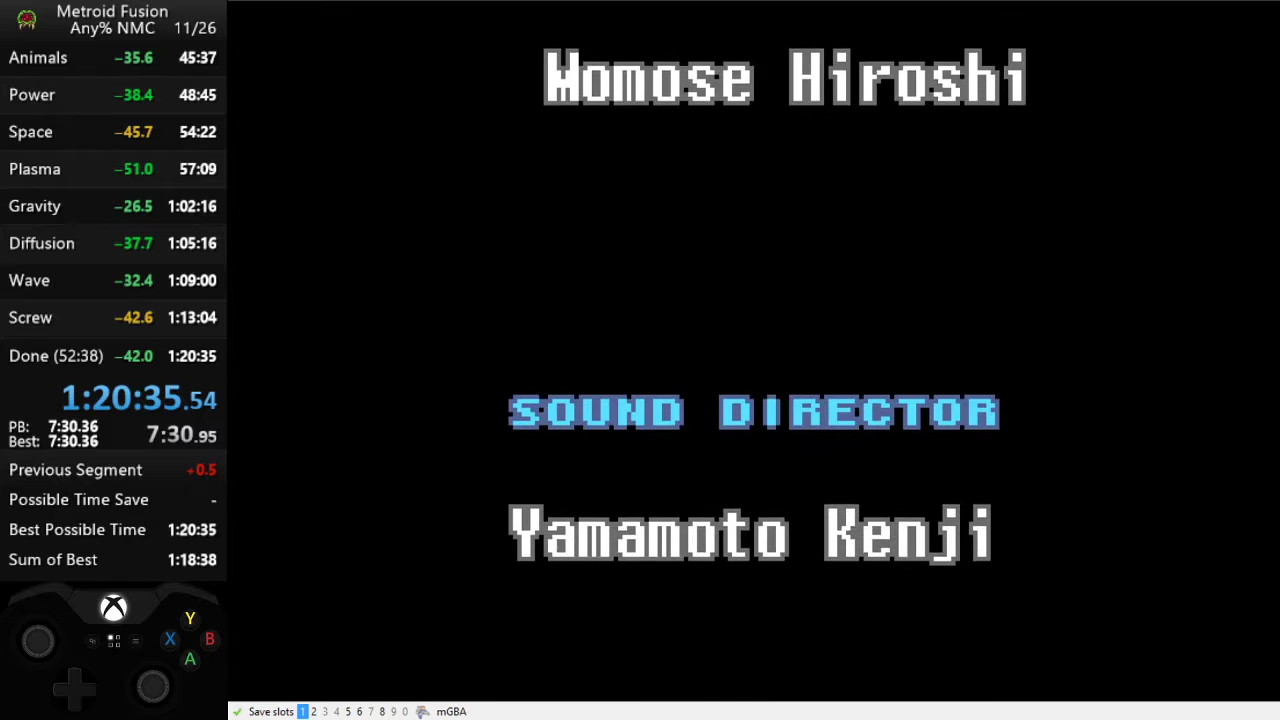 Metroid Fusion
Any% NMC 11/26
Animals -35.6 45:37
Power -38.4 48:45
Space -45.7 54:22
Plasma -51.0 57:09
Gravity -26.5 1:02:16
Diffusion -37.7 1:05:16
Wave -32.4 1:09:00
Screw -42.6 1:13:04
Done (52:38) -42.0 1:20:35
1:20:35.54
PB: 7:30.36
Best: 7:30.36 7:30.95
Previous Segment +0.5
Possible Time Save -
Best Possible Time 1:20:35
Sum of Best 1:18:38
Y
X B
A
Momose Hiroshi
SOUND DIRECTOR
Yamamoto Kenji
Save slots 1 2 3 4 5 6 7 8 9 0 mGBA